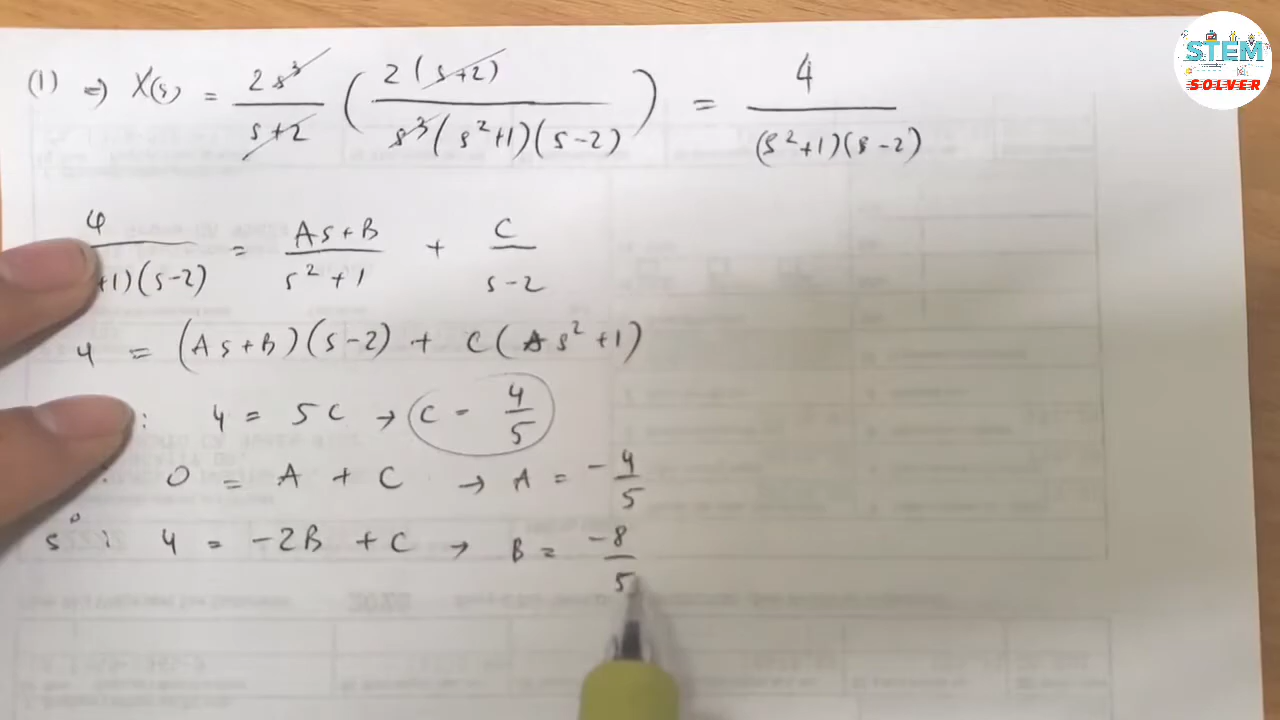 STEM
SOLVER
(1) ⇒ X(s) = 2s³/(s+2) ( 2(s+2)/(s³(s²+1)(s-2)) ) = 4/((s²+1)(s-2))
4/(+1)(s-2) = (As+B)/(s²+1) + C/(s-2)
4 = (As+B)(s-2) + C(s²+1)
: 4 = 5C → C = 4/5
: 0 = A + C → A = -4/5
s⁰ : 4 = -2B + C → B = -8/5